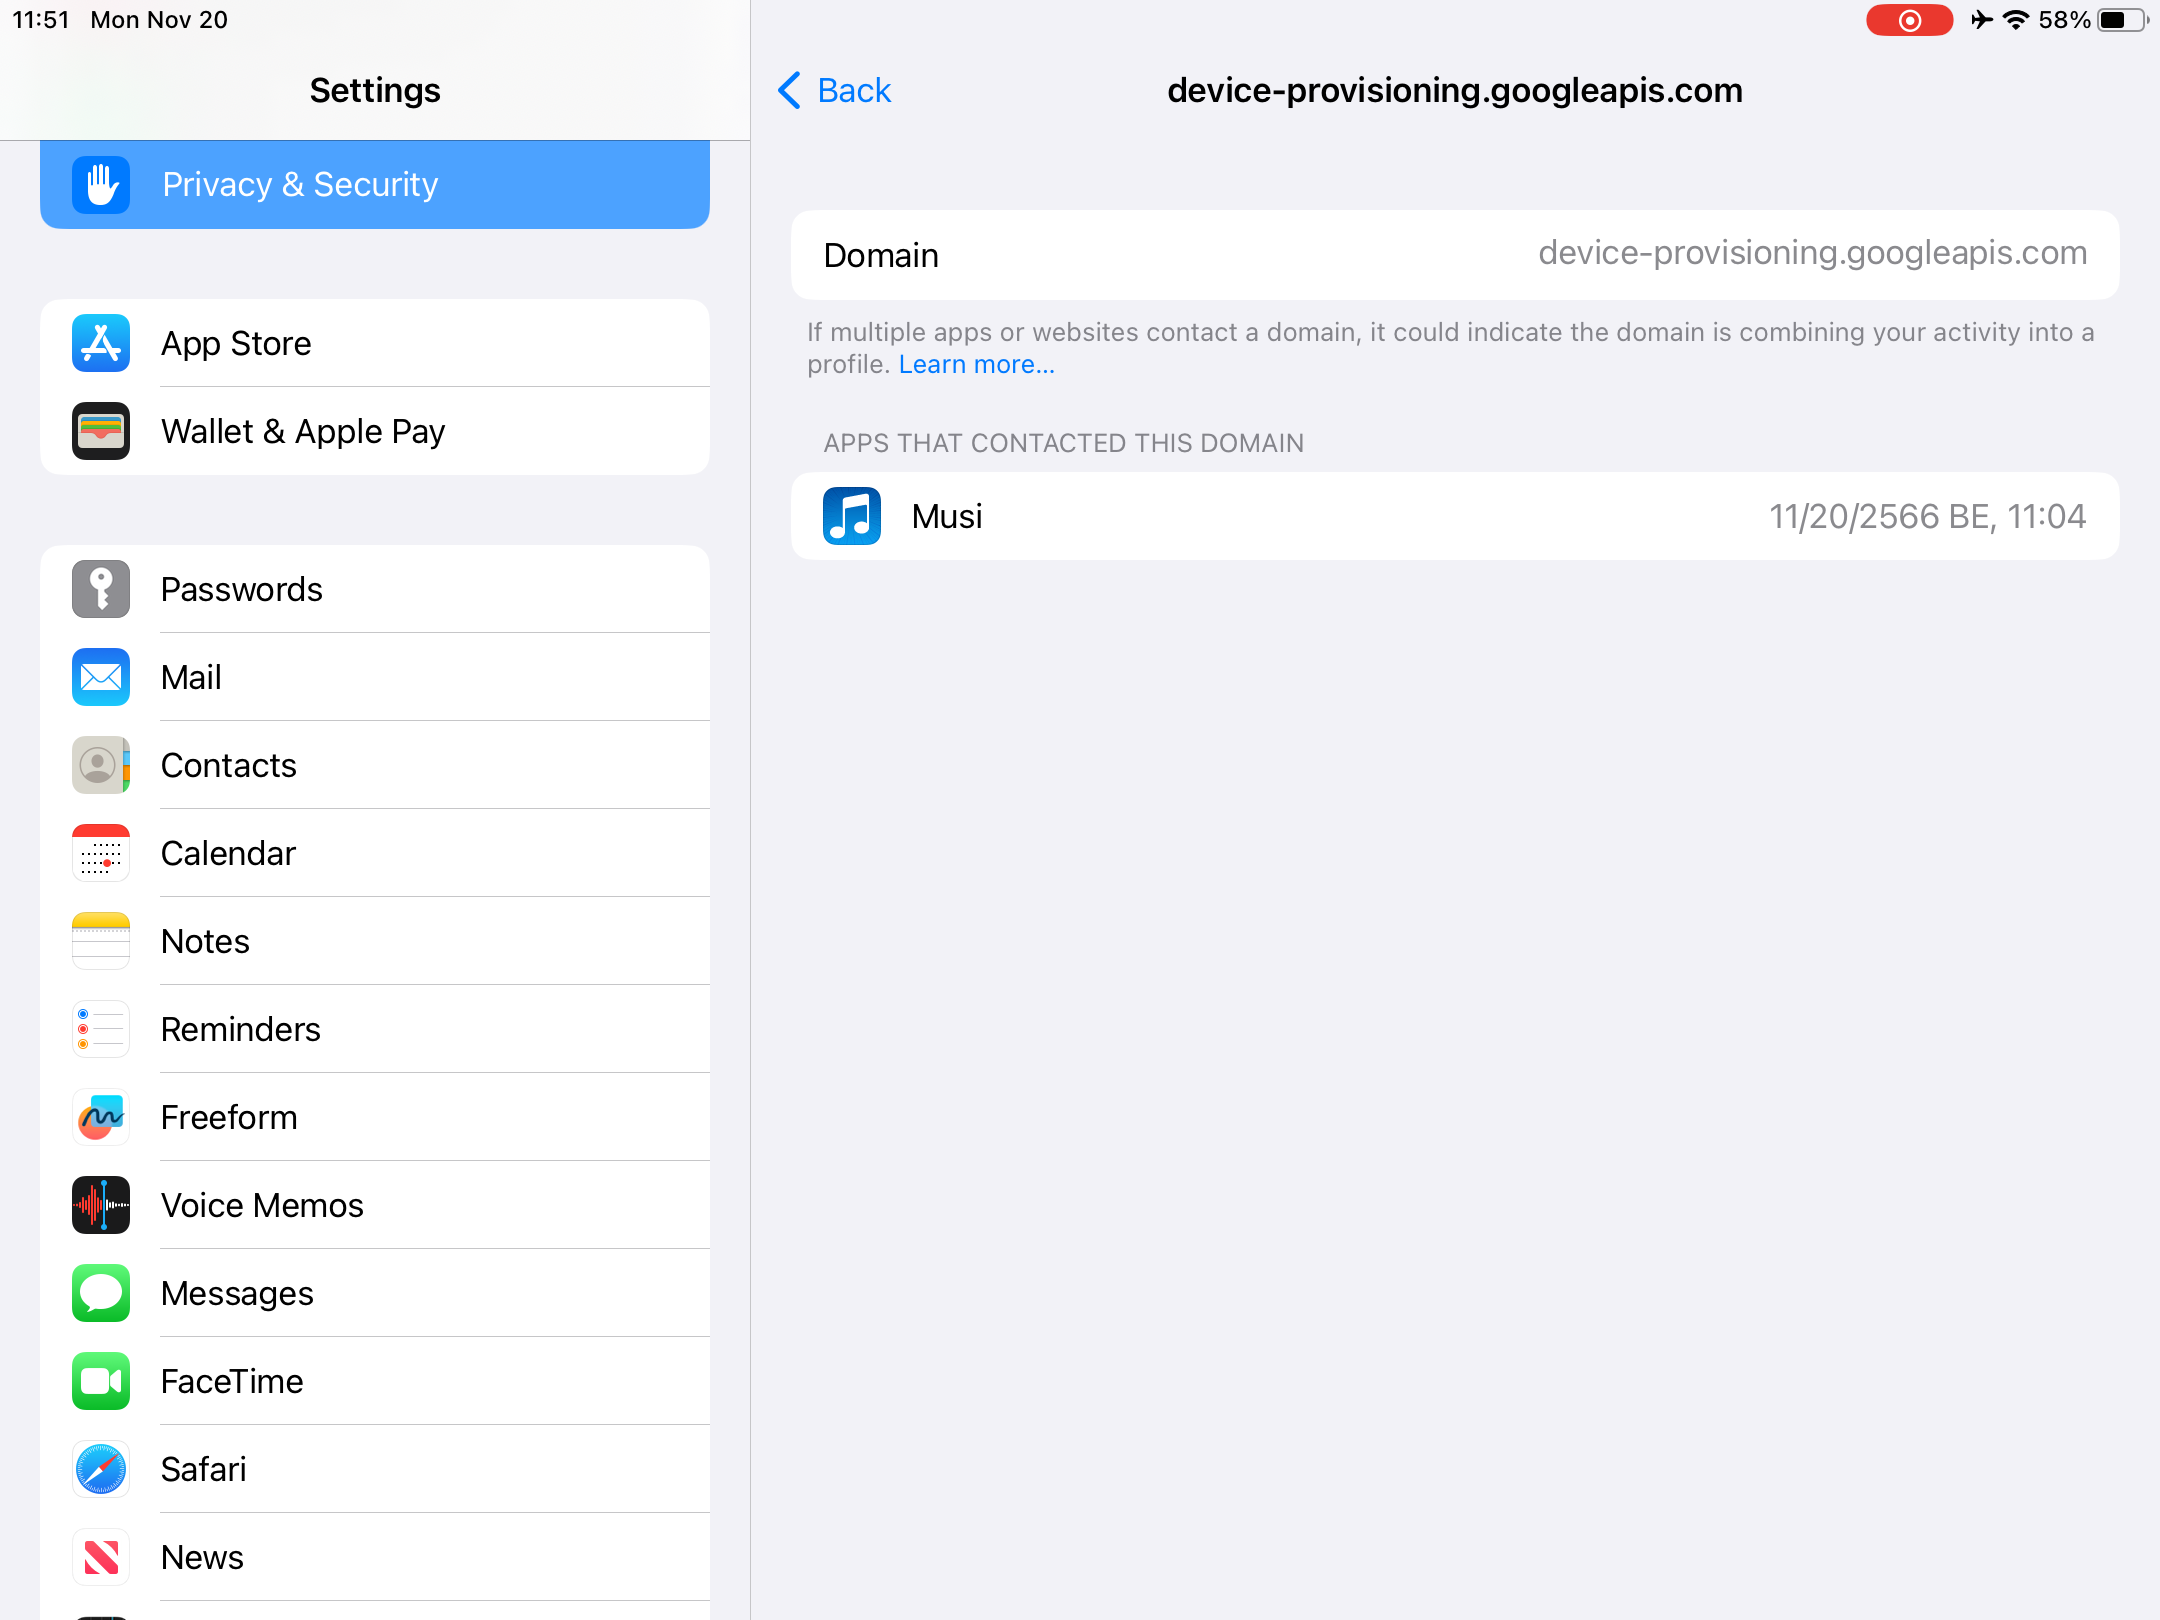 11:51 Mon Nov 20
58%
Settings
Privacy & Security
App Store
Wallet & Apple Pay
Passwords
Mail
Contacts
Calendar
Notes
Reminders
Freeform
Voice Memos
Messages
FaceTime
Safari
News
Back
device-provisioning.googleapis.com
Domain device-provisioning.googleapis.com
If multiple apps or websites contact a domain, it could indicate the domain is combining your activity into a
profile. Learn more...
APPS THAT CONTACTED THIS DOMAIN
Musi 11/20/2566 BE, 11:04